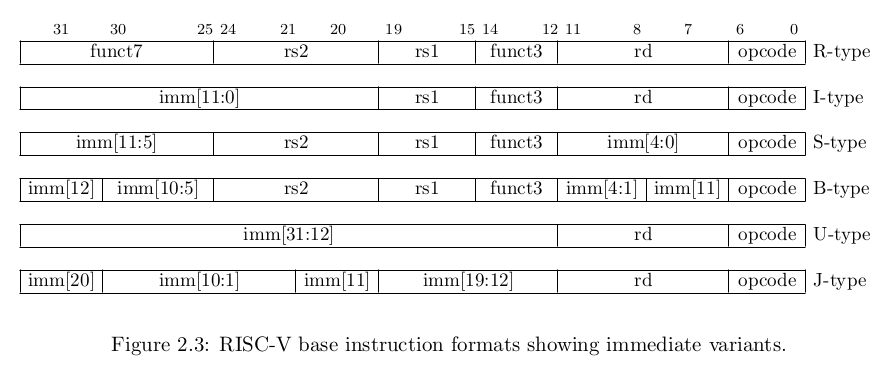 31 30 25 24 21 20 19 15 14 12 11 8 7 6 0
funct7 rs2 rs1 funct3 rd opcode R-type
imm[11:0] rs1 funct3 rd opcode I-type
imm[11:5] rs2 rs1 funct3 imm[4:0] opcode S-type
imm[12] imm[10:5] rs2 rs1 funct3 imm[4:1] imm[11] opcode B-type
imm[31:12] rd opcode U-type
imm[20] imm[10:1] imm[11] imm[19:12] rd opcode J-type
Figure 2.3: RISC-V base instruction formats showing immediate variants.